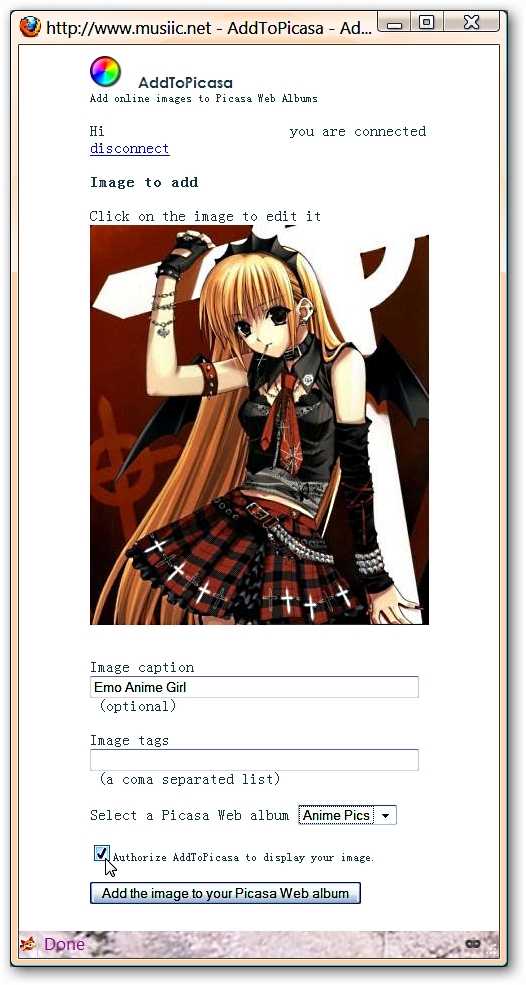 http://www.musiic.net - AddToPicasa - Ad...
AddToPicasa
Add online images to Picasa Web Albums
Hi you are connected
disconnect
Image to add
Click on the image to edit it
Image caption
Emo Anime Girl
(optional)
Image tags
(a coma separated list)
Select a Picasa Web album Anime Pics
Authorize AddToPicasa to display your image.
Add the image to your Picasa Web album
Done